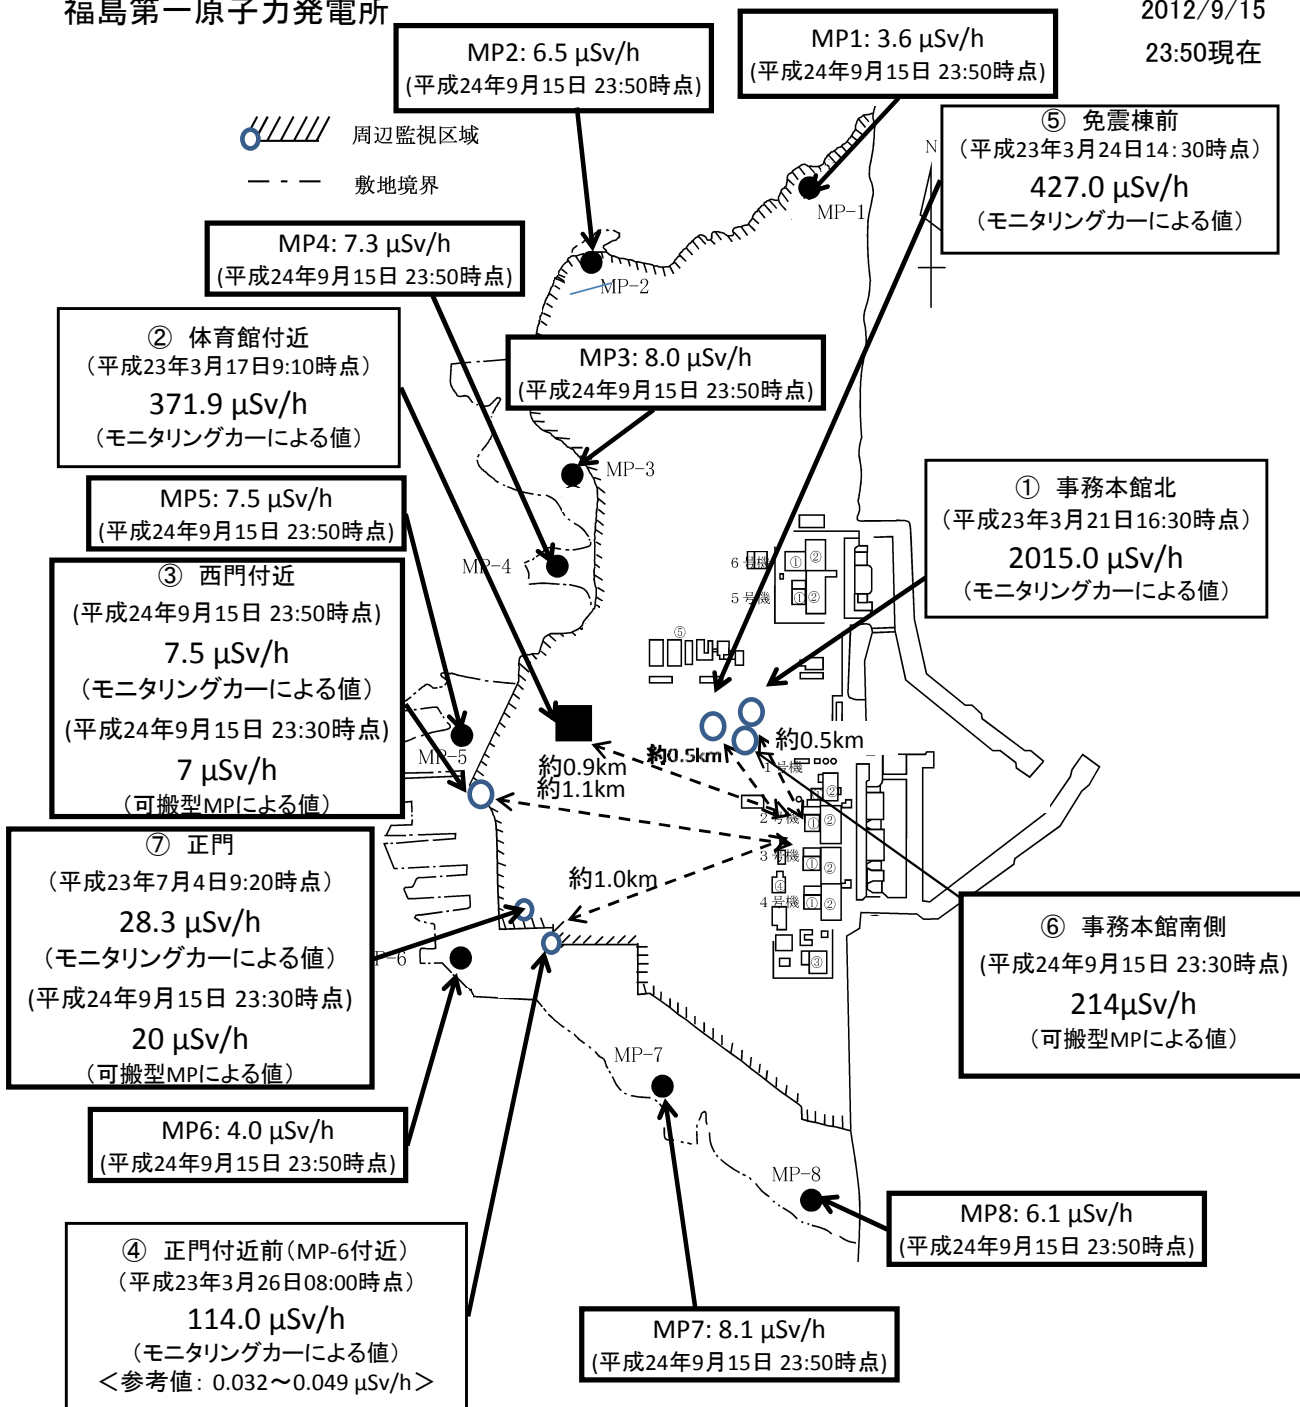 福島第一原子力発電所
2012/9/15
23:50現在
MP2: 6.5 μSv/h
(平成24年9月15日 23:50時点)
MP1: 3.6 μSv/h
(平成24年9月15日 23:50時点)
周辺監視区域
敷地境界
⑤ 免震棟前
(平成23年3月24日14:30時点)
427.0 μSv/h
(モニタリングカーによる値)
N
MP-1
MP4: 7.3 μSv/h
(平成24年9月15日 23:50時点)
MP-2
② 体育館付近
(平成23年3月17日9:10時点)
371.9 μSv/h
(モニタリングカーによる値)
MP3: 8.0 μSv/h
(平成24年9月15日 23:50時点)
MP-3
MP5: 7.5 μSv/h
(平成24年9月15日 23:50時点)
① 事務本館北
(平成23年3月21日16:30時点)
2015.0 μSv/h
(モニタリングカーによる値)
MP-4
6号機
① ②
5号機
① ②
③ 西門付近
(平成24年9月15日 23:50時点)
7.5 μSv/h
(モニタリングカーによる値)
(平成24年9月15日 23:30時点)
7 μSv/h
(可搬型MPによる値)
⑤
MP-5
約0.9km
約1.1km
約0.5km
約0.5km
1号機
②
2号機
① ②
3号機
① ②
④
4号機
① ②
③
約1.0km
⑦ 正門
(平成23年7月4日9:20時点)
28.3 μSv/h
(モニタリングカーによる値)
(平成24年9月15日 23:30時点)
20 μSv/h
(可搬型MPによる値)
P-6
⑥ 事務本館南側
(平成24年9月15日 23:30時点)
214μSv/h
(可搬型MPによる値)
MP-7
MP6: 4.0 μSv/h
(平成24年9月15日 23:50時点)
MP-8
MP8: 6.1 μSv/h
(平成24年9月15日 23:50時点)
④ 正門付近前(MP-6付近)
(平成23年3月26日08:00時点)
114.0 μSv/h
(モニタリングカーによる値)
<参考値: 0.032～0.049 μSv/h>
MP7: 8.1 μSv/h
(平成24年9月15日 23:50時点)